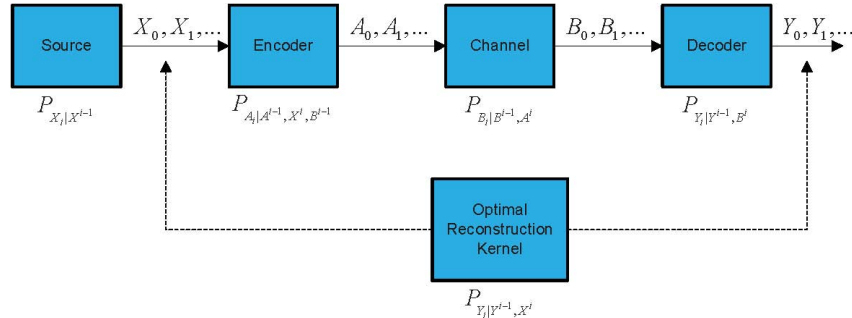 Source
X_0, X_1,...
Encoder
A_0, A_1,...
Channel
B_0, B_1,...
Decoder
Y_0, Y_1,...
P_{X_i|X^{i-1}}
P_{A_i|A^{i-1},X^i,B^{i-1}}
P_{B_i|B^{i-1},A^i}
P_{Y_i|Y^{i-1},B^i}
Optimal
Reconstruction
Kernel
P_{Y_i|Y^{i-1},X^i}